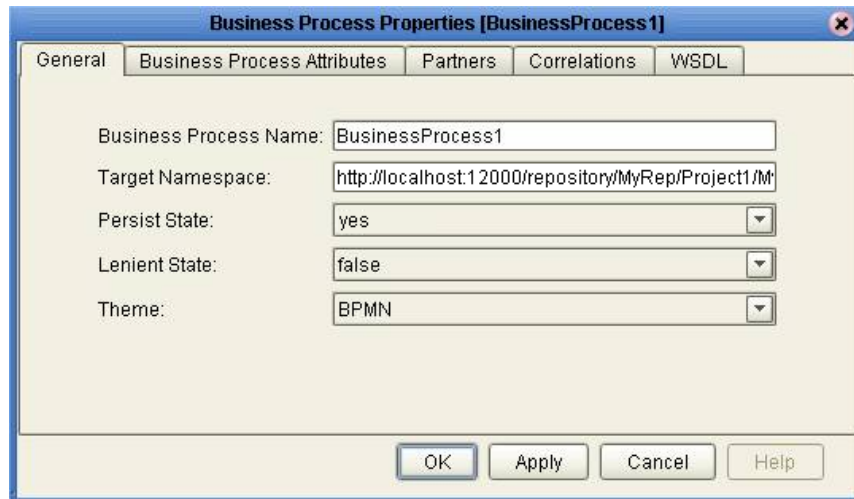 Business Process Properties [BusinessProcess1]
General Business Process Attributes Partners Correlations WSDL
Business Process Name: BusinessProcess1
Target Namespace: http://localhost:12000/repository/MyRep/Project1/M
Persist State: yes
Lenient State: false
Theme: BPMN
OK Apply Cancel Help